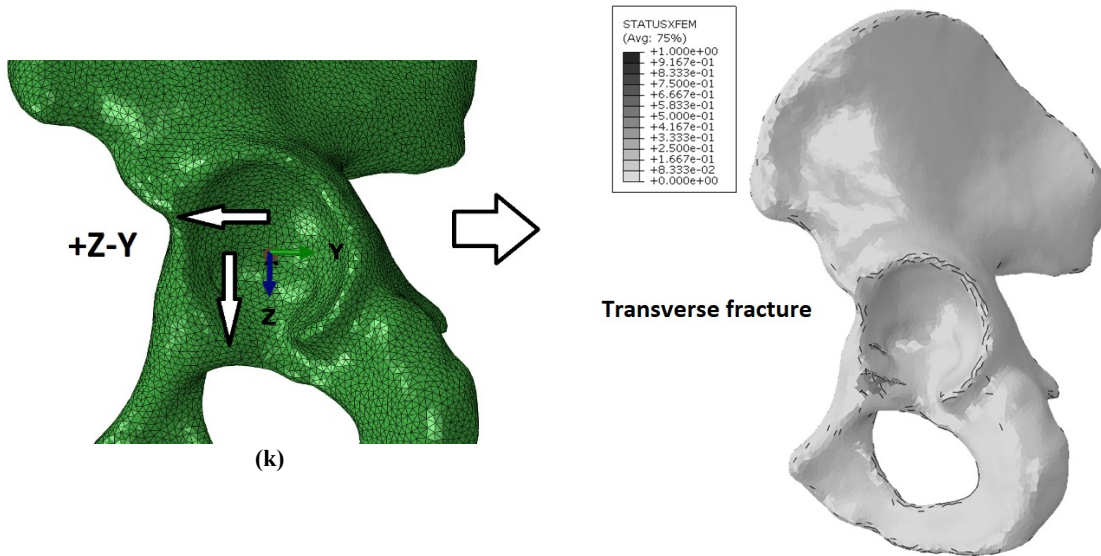 +Z-Y
Y
Z
(k)
STATUSXFEM
(Avg: 75%)
+1.000e+00
+9.167e-01
+8.333e-01
+7.500e-01
+6.667e-01
+5.833e-01
+5.000e-01
+4.167e-01
+3.333e-01
+2.500e-01
+1.667e-01
+8.333e-02
+0.000e+00
Transverse fracture